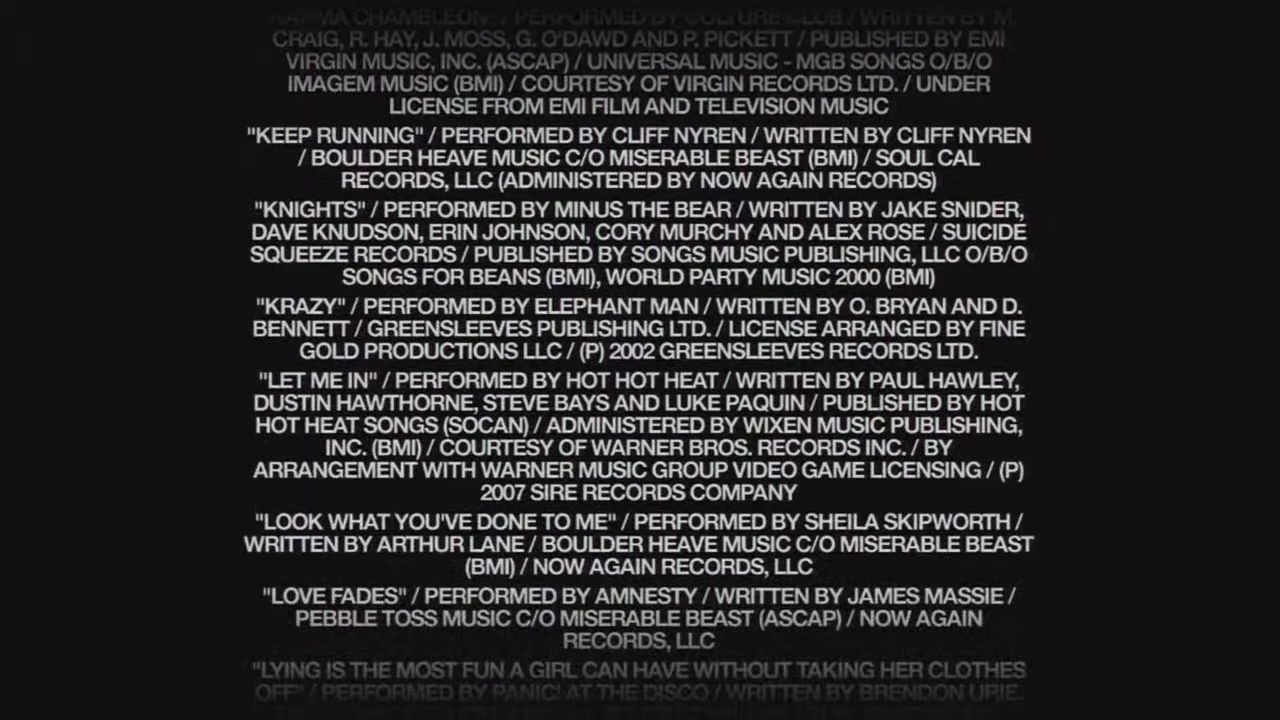 KARMA CHAMELEON" / PERFORMED BY CULTURE CLUB / WRITTEN BY M.
CRAIG, R. HAY, J. MOSS, G. O'DAWD AND P. PICKETT / PUBLISHED BY EMI
VIRGIN MUSIC, INC. (ASCAP) / UNIVERSAL MUSIC - MGB SONGS O/B/O
IMAGEM MUSIC (BMI) / COURTESY OF VIRGIN RECORDS LTD. / UNDER
LICENSE FROM EMI FILM AND TELEVISION MUSIC
"KEEP RUNNING" / PERFORMED BY CLIFF NYREN / WRITTEN BY CLIFF NYREN
/ BOULDER HEAVE MUSIC C/O MISERABLE BEAST (BMI) / SOUL CAL
RECORDS, LLC (ADMINISTERED BY NOW AGAIN RECORDS)
"KNIGHTS" / PERFORMED BY MINUS THE BEAR / WRITTEN BY JAKE SNIDER,
DAVE KNUDSON, ERIN JOHNSON, CORY MURCHY AND ALEX ROSE / SUICIDE
SQUEEZE RECORDS / PUBLISHED BY SONGS MUSIC PUBLISHING, LLC O/B/O
SONGS FOR BEANS (BMI), WORLD PARTY MUSIC 2000 (BMI)
"KRAZY" / PERFORMED BY ELEPHANT MAN / WRITTEN BY O. BRYAN AND D.
BENNETT / GREENSLEEVES PUBLISHING LTD. / LICENSE ARRANGED BY FINE
GOLD PRODUCTIONS LLC / (P) 2002 GREENSLEEVES RECORDS LTD.
"LET ME IN" / PERFORMED BY HOT HOT HEAT / WRITTEN BY PAUL HAWLEY,
DUSTIN HAWTHORNE, STEVE BAYS AND LUKE PAQUIN / PUBLISHED BY HOT
HOT HEAT SONGS (SOCAN) / ADMINISTERED BY WIXEN MUSIC PUBLISHING,
INC. (BMI) / COURTESY OF WARNER BROS. RECORDS INC. / BY
ARRANGEMENT WITH WARNER MUSIC GROUP VIDEO GAME LICENSING / (P)
2007 SIRE RECORDS COMPANY
"LOOK WHAT YOU'VE DONE TO ME" / PERFORMED BY SHEILA SKIPWORTH /
WRITTEN BY ARTHUR LANE / BOULDER HEAVE MUSIC C/O MISERABLE BEAST
(BMI) / NOW AGAIN RECORDS, LLC
"LOVE FADES" / PERFORMED BY AMNESTY / WRITTEN BY JAMES MASSIE /
PEBBLE TOSS MUSIC C/O MISERABLE BEAST (ASCAP) / NOW AGAIN
RECORDS, LLC
"LYING IS THE MOST FUN A GIRL CAN HAVE WITHOUT TAKING HER CLOTHES
OFF" / PERFORMED BY PANIC! AT THE DISCO / WRITTEN BY BRENDON URIE,